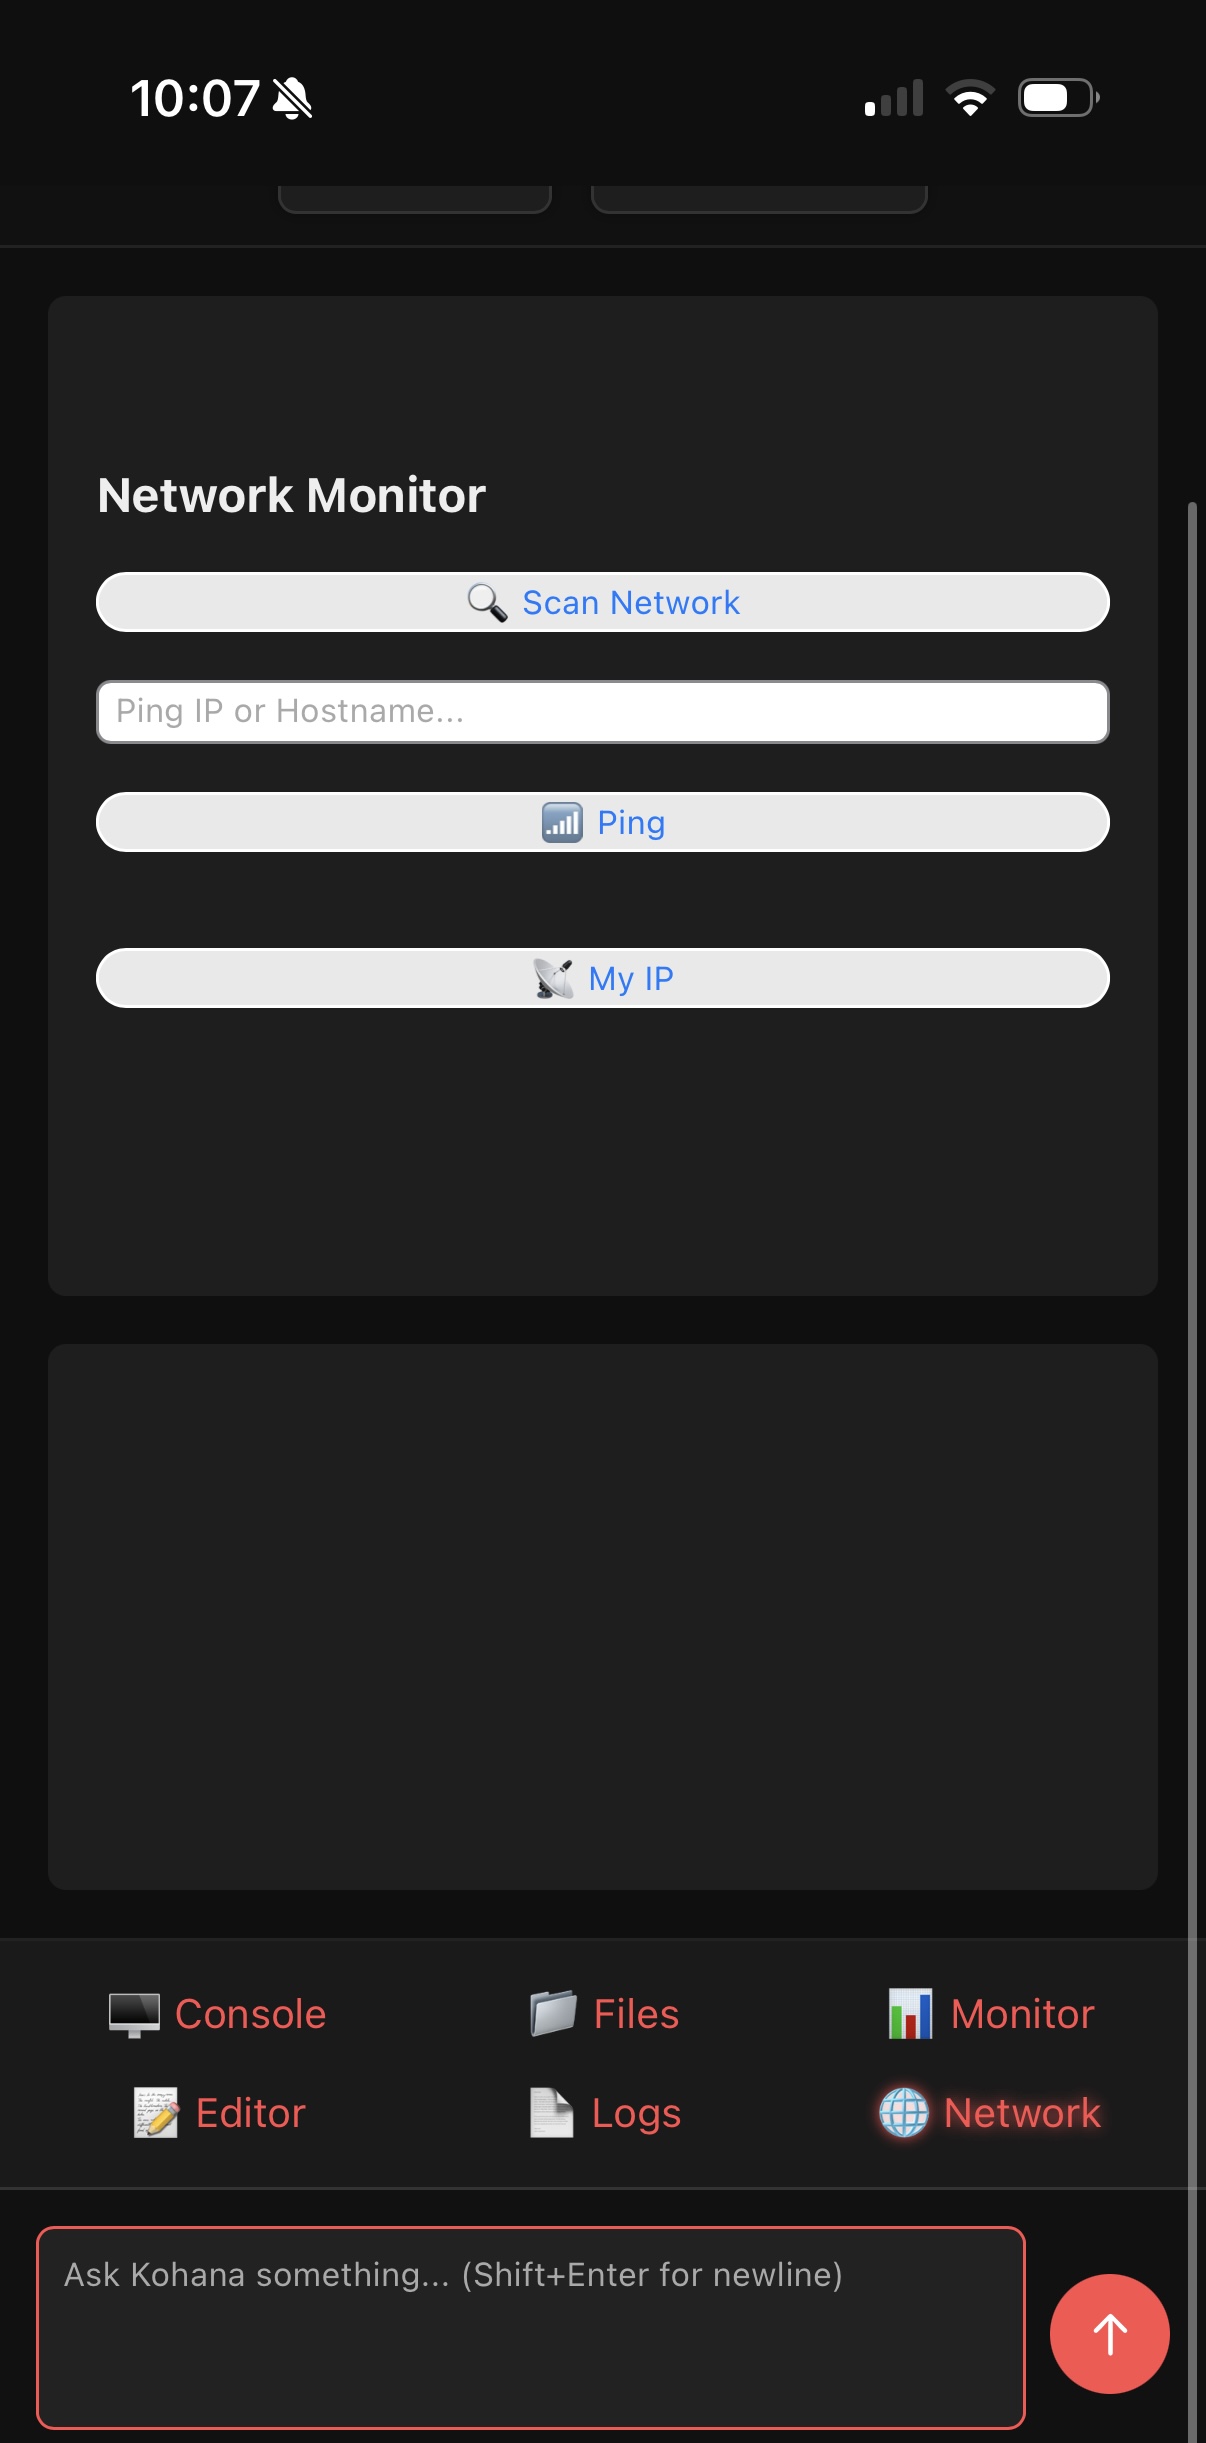 10:07
Network Monitor
Scan Network
Ping IP or Hostname...
Ping
My IP
Console Files Monitor
Editor Logs Network
Ask Kohana something... (Shift+Enter for newline)